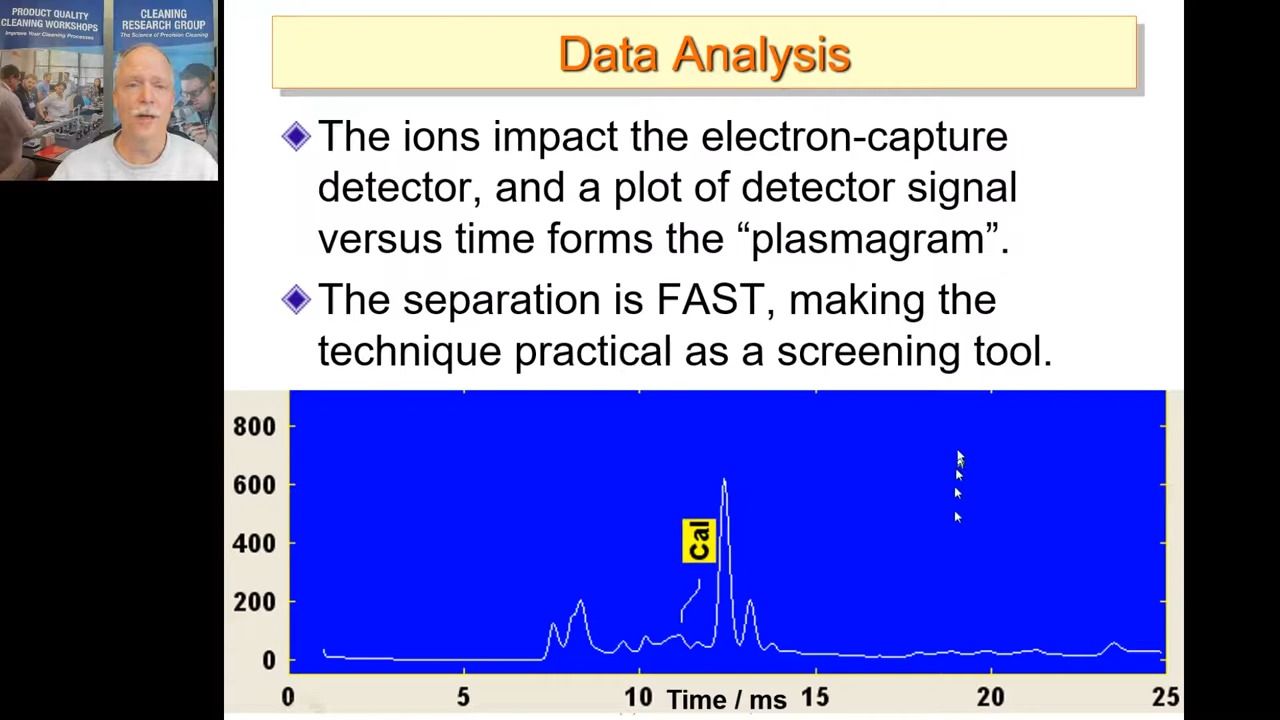 PRODUCT QUALITY
CLEANING WORKSHOPS
Improve Your Cleaning Processes
CLEANING
RESEARCH GROUP
The Science of Precision Cleaning
Data Analysis
The ions impact the electron-capture
detector, and a plot of detector signal
versus time forms the “plasmagram”.
The separation is FAST, making the
technique practical as a screening tool.
800
600
400
200
0
Cal
0 5 10 Time / ms 15 20 25